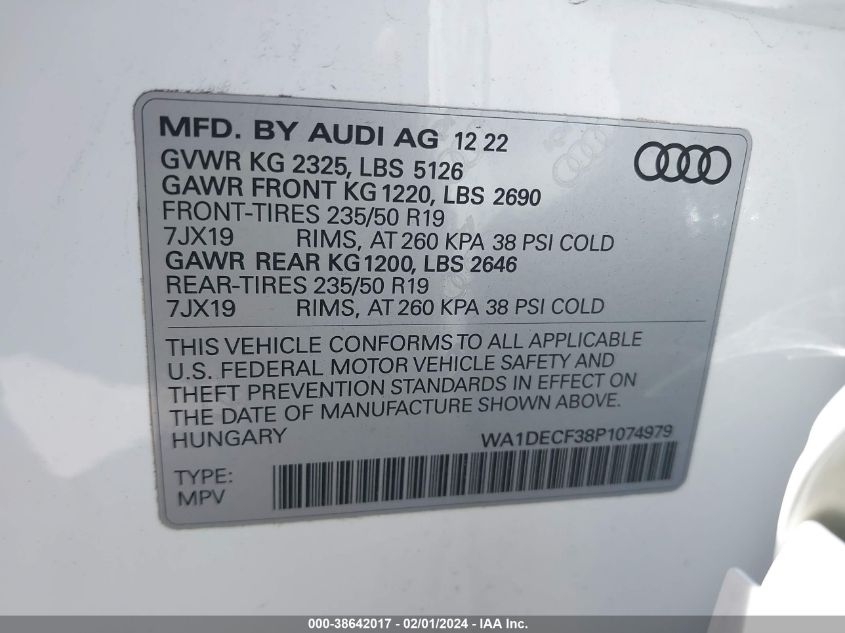 MFD. BY AUDI AG 12 22
GVWR KG 2325, LBS 5126
GAWR FRONT KG 1220, LBS 2690
FRONT-TIRES 235/50 R19
7JX19 RIMS, AT 260 KPA 38 PSI COLD
GAWR REAR KG 1200, LBS 2646
REAR-TIRES 235/50 R19
7JX19 RIMS, AT 260 KPA 38 PSI COLD
THIS VEHICLE CONFORMS TO ALL APPLICABLE
U.S. FEDERAL MOTOR VEHICLE SAFETY AND
THEFT PREVENTION STANDARDS IN EFFECT ON
THE DATE OF MANUFACTURE SHOWN ABOVE.
HUNGARY WA1DECF38P1074979
TYPE:
MPV
000-38642017 - 02/01/2024 - IAAI.COM